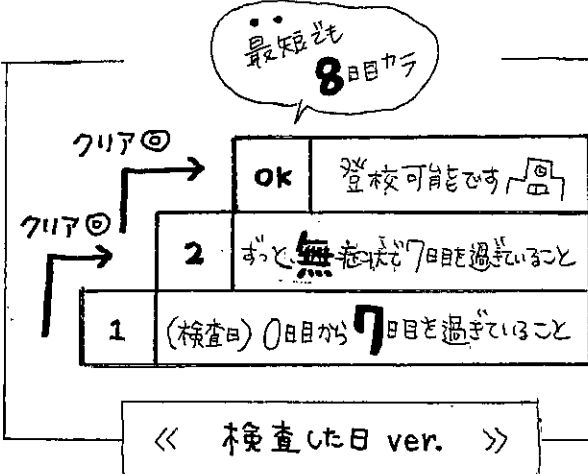 最短でも
8日目カラ
クリア◎
OK 登校可能です
クリア◎
2 ずっと、無症状で7日目を過ぎていること
1 (検査日) 0日目から7日目を過ぎていること
≪ 検査した日 ver. ≫